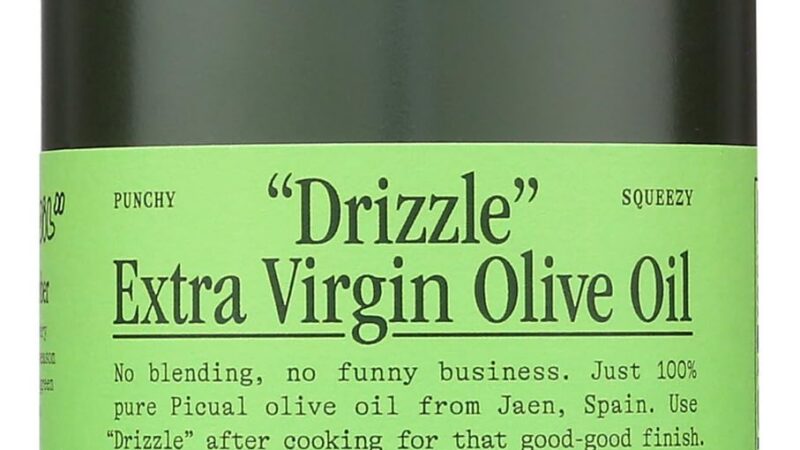 PUNCHY
“Drizzle”
SQUEEZY
Extra Virgin Olive Oil
No blending, no funny business. Just 100%
pure Picual olive oil from Jaen, Spain. Use
“Drizzle” after cooking for that good-good finish.